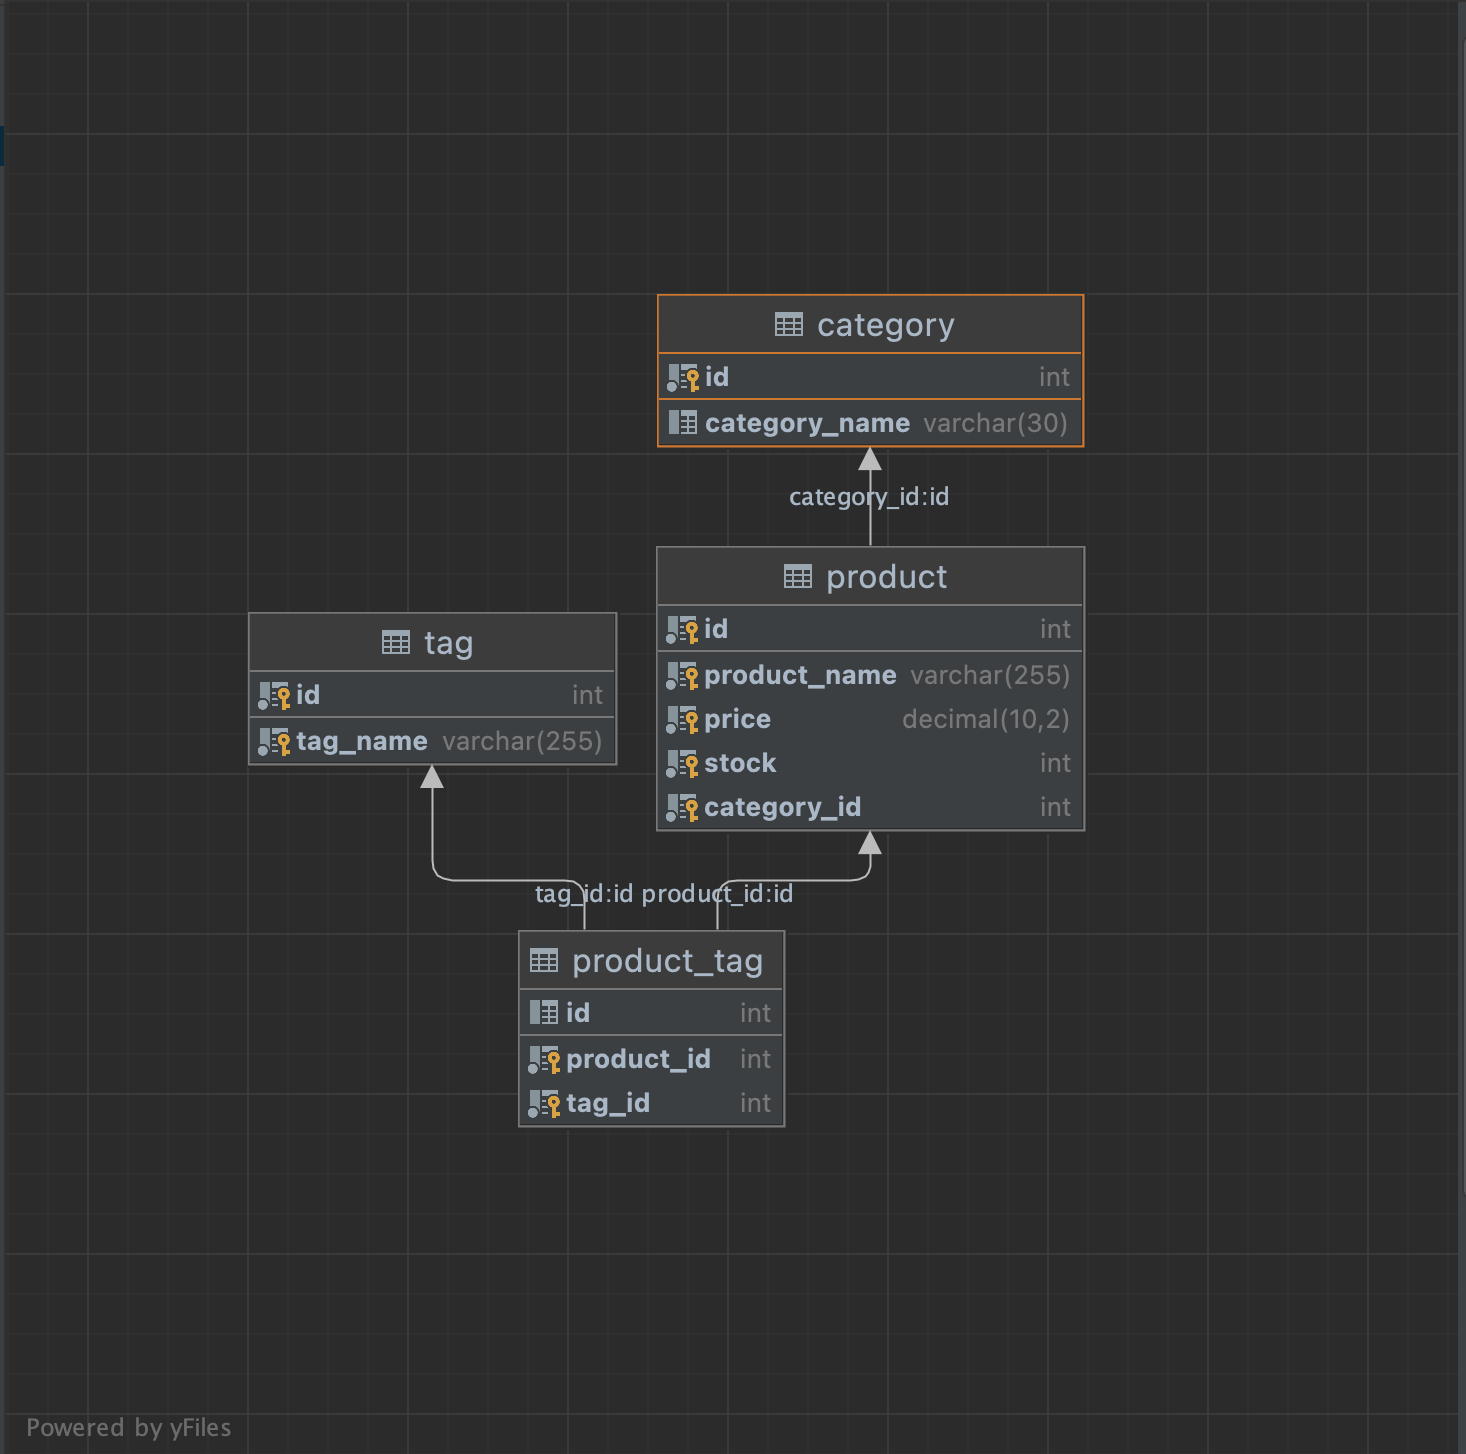 category
id int
category_name varchar(30)
category_id:id
product
id int
product_name varchar(255)
price decimal(10,2)
stock int
category_id int
tag
id int
tag_name varchar(255)
tag_id:id product_id:id
product_tag
id int
product_id int
tag_id int
Powered by yFiles